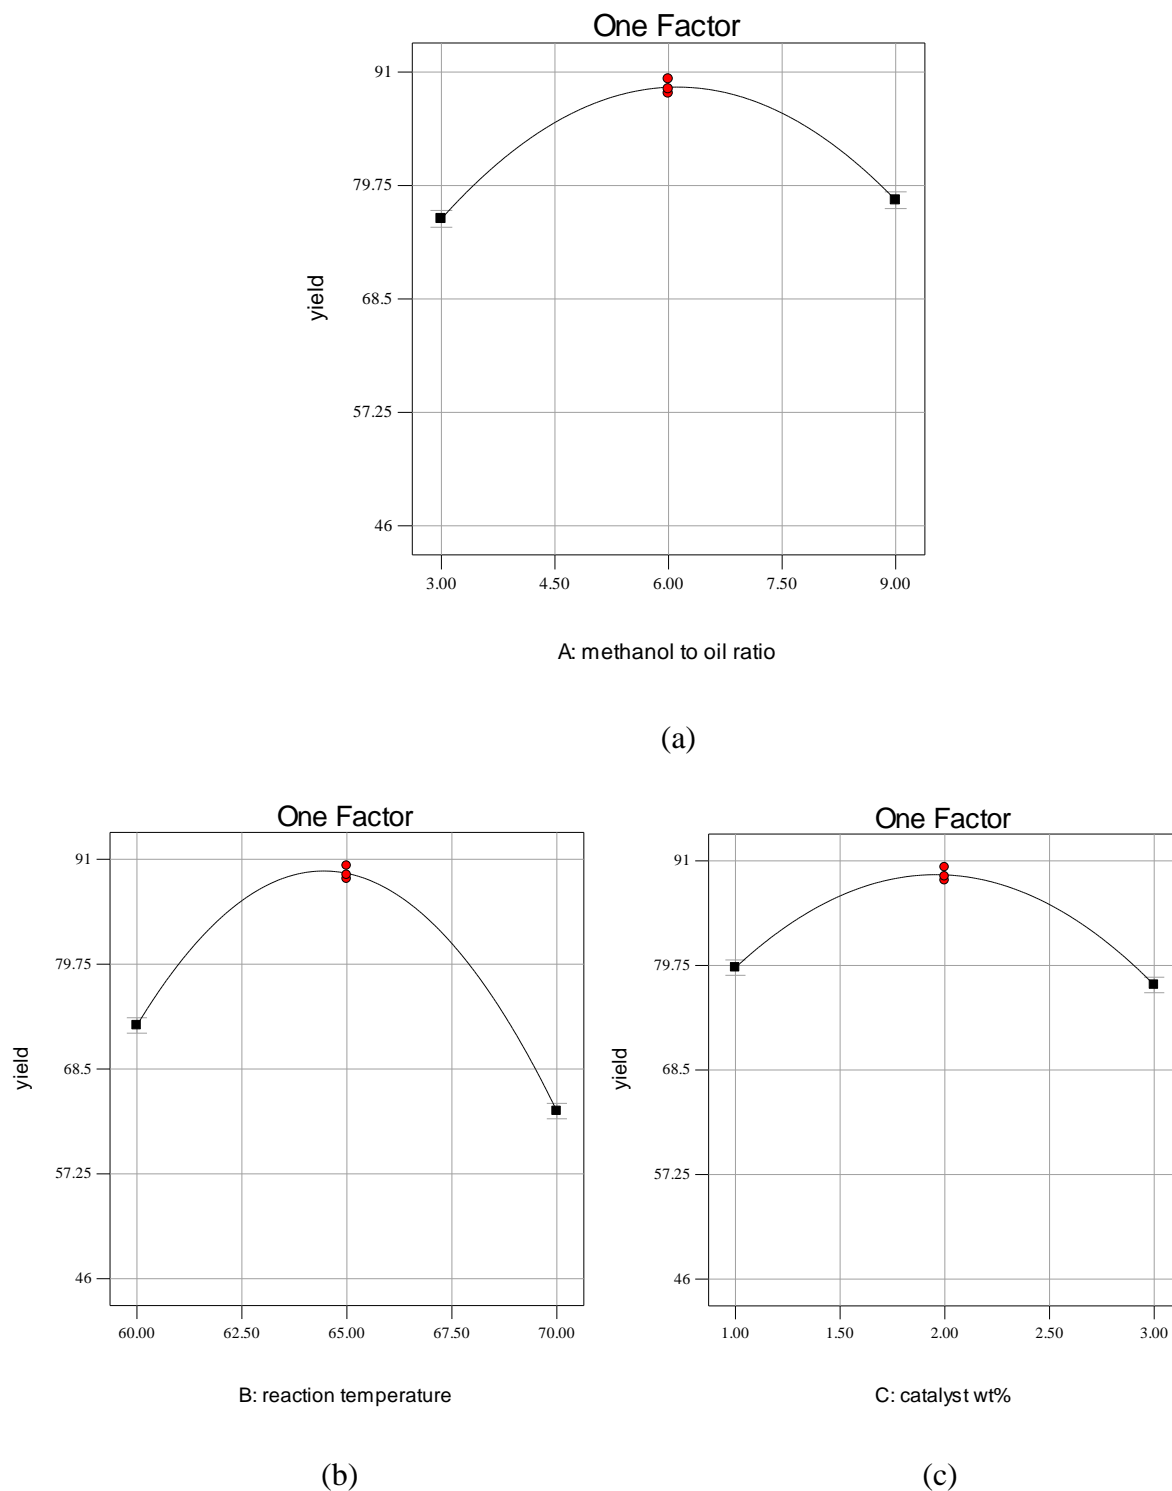 One Factor
91
79.75
68.5
57.25
46
yield
3.00 4.50 6.00 7.50 9.00
A: methanol to oil ratio
(a)
One Factor
91
79.75
68.5
57.25
46
yield
60.00 62.50 65.00 67.50 70.00
B: reaction temperature
(b)
One Factor
91
79.75
68.5
57.25
46
yield
1.00 1.50 2.00 2.50 3.00
C: catalyst wt%
(c)